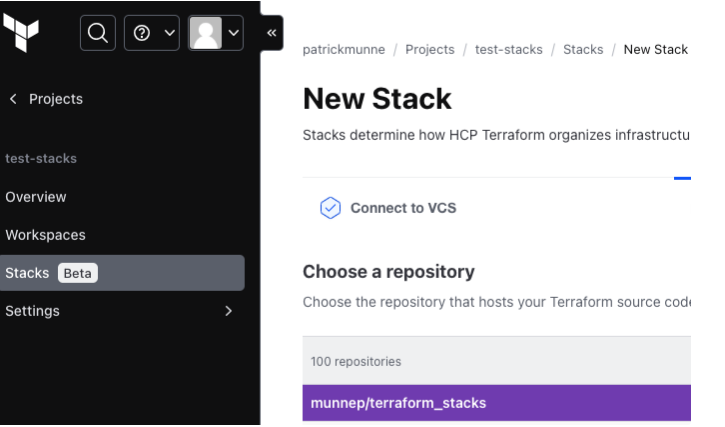 patrickmunne / Projects / test-stacks / Stacks / New Stack
Projects
New Stack
Stacks determine how HCP Terraform organizes infrastructu
test-stacks
Overview
Connect to VCS
Workspaces
Stacks Beta
Choose a repository
Settings
Choose the repository that hosts your Terraform source code
100 repositories
munnep/terraform_stacks